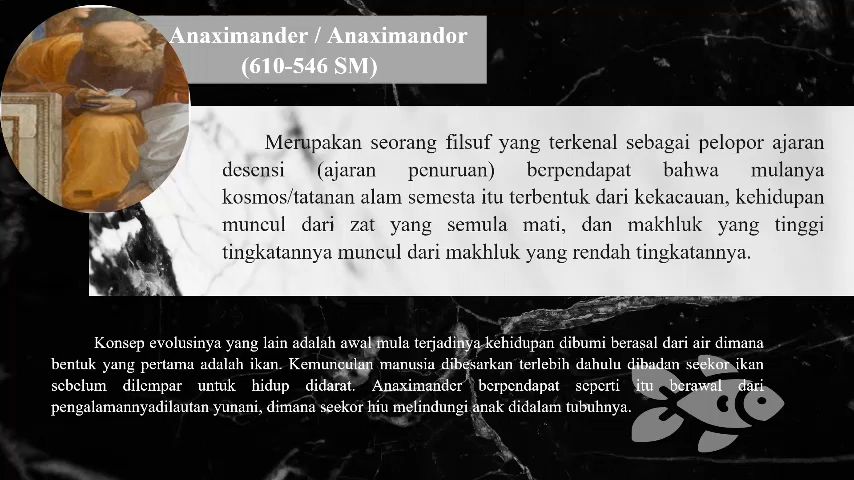 Anaximander / Anaximandor
(610-546 SM)
Merupakan seorang filsuf yang terkenal sebagai pelopor ajaran
desensi (ajaran penuruan) berpendapat bahwa mulanya
kosmos/tatanan alam semesta itu terbentuk dari kekacauan, kehidupan
muncul dari zat yang semula mati, dan makhluk yang tinggi
tingkatannya muncul dari makhluk yang rendah tingkatannya.
Konsep evolusinya yang lain adalah awal mula terjadinya kehidupan dibumi berasal dari air dimana
bentuk yang pertama adalah ikan. Kemunculan manusia dibesarkan terlebih dahulu dibadan seekor ikan
sebelum dilempar untuk hidup didarat. Anaximander berpendapat seperti itu berawal dari
pengalamannyadilautan yunani, dimana seekor hiu melindungi anak didalam tubuhnya.